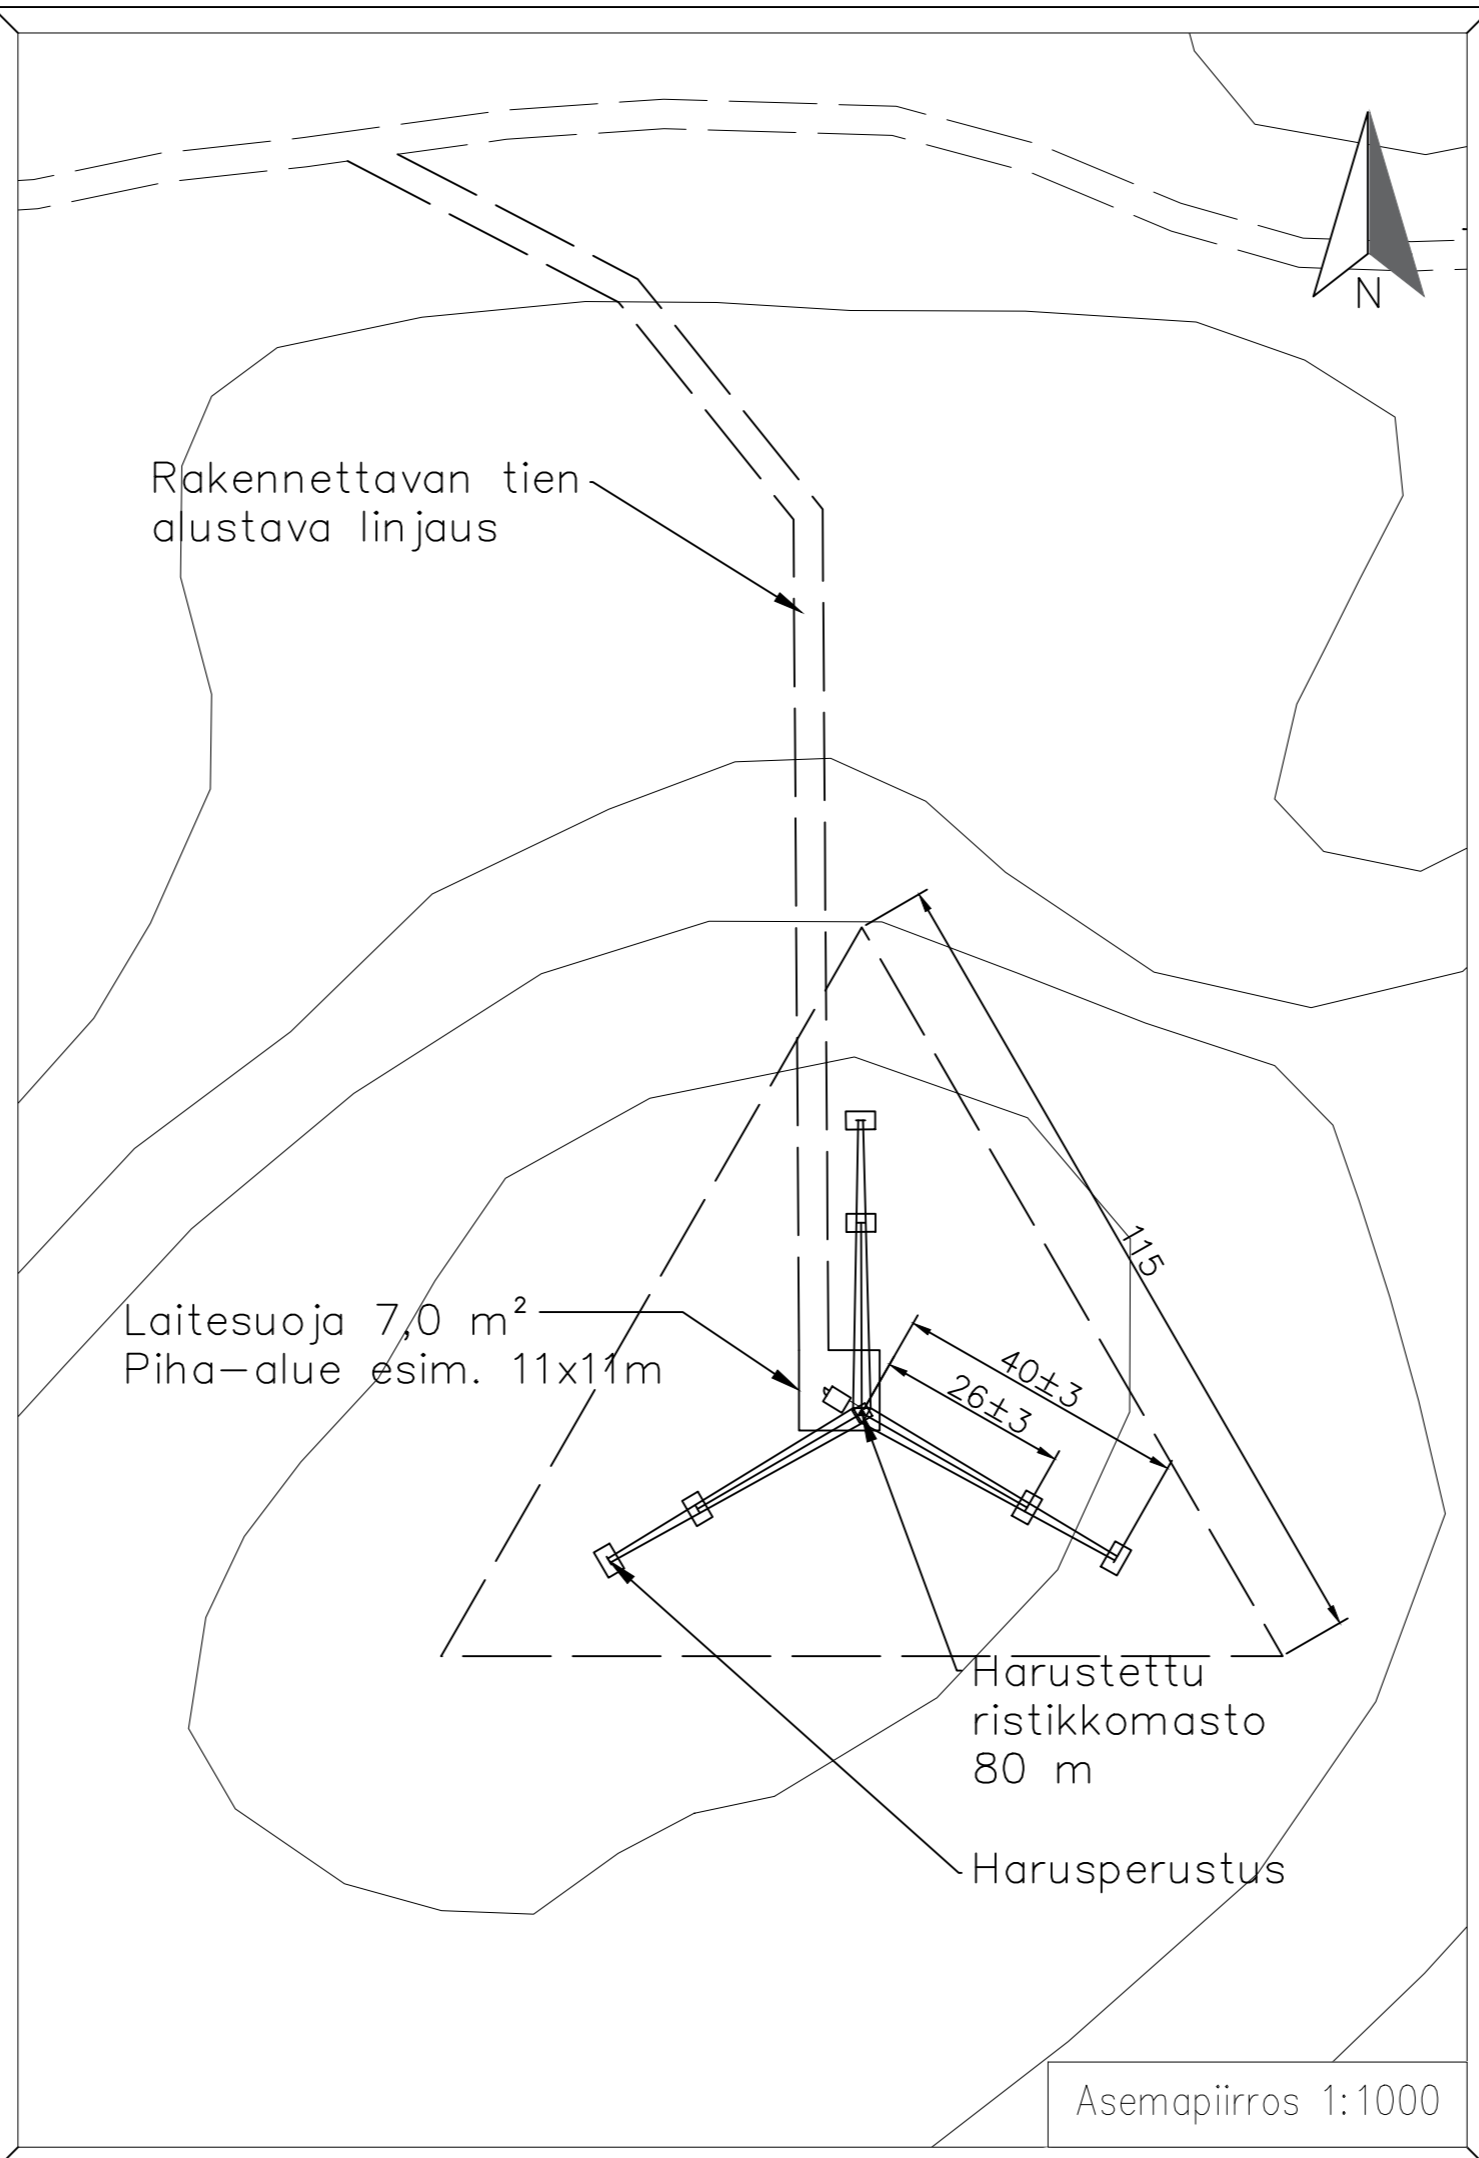 N
Rakennettavan tien
alustava linjaus
115
Laitesuoja 7,0 m²
Piha-alue esim. 11x11m
40±3
26±3
Harustettu
ristikkomasto
80 m
Harusperustus
Asemapiirros 1:1000